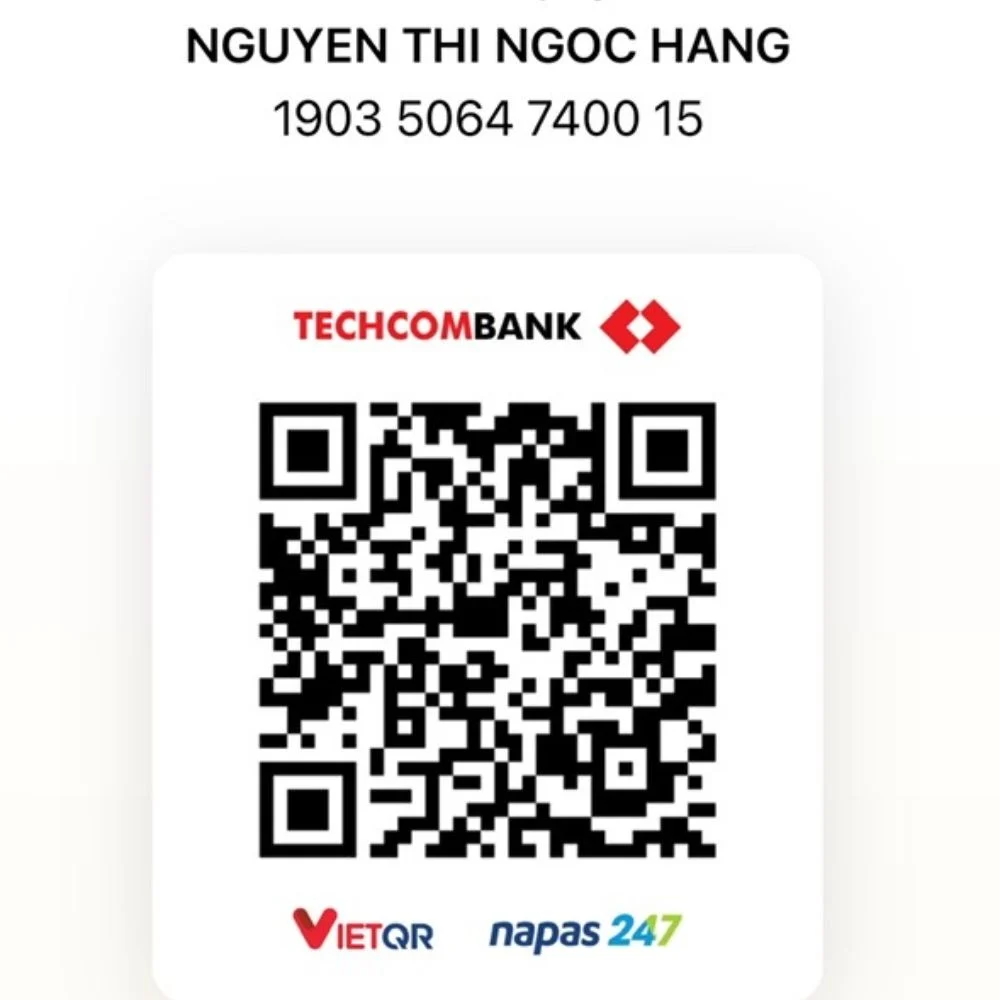 NGUYEN THI NGOC HANG
1903 5064 7400 15
TECHCOMBANK
VIETQR
napas 247